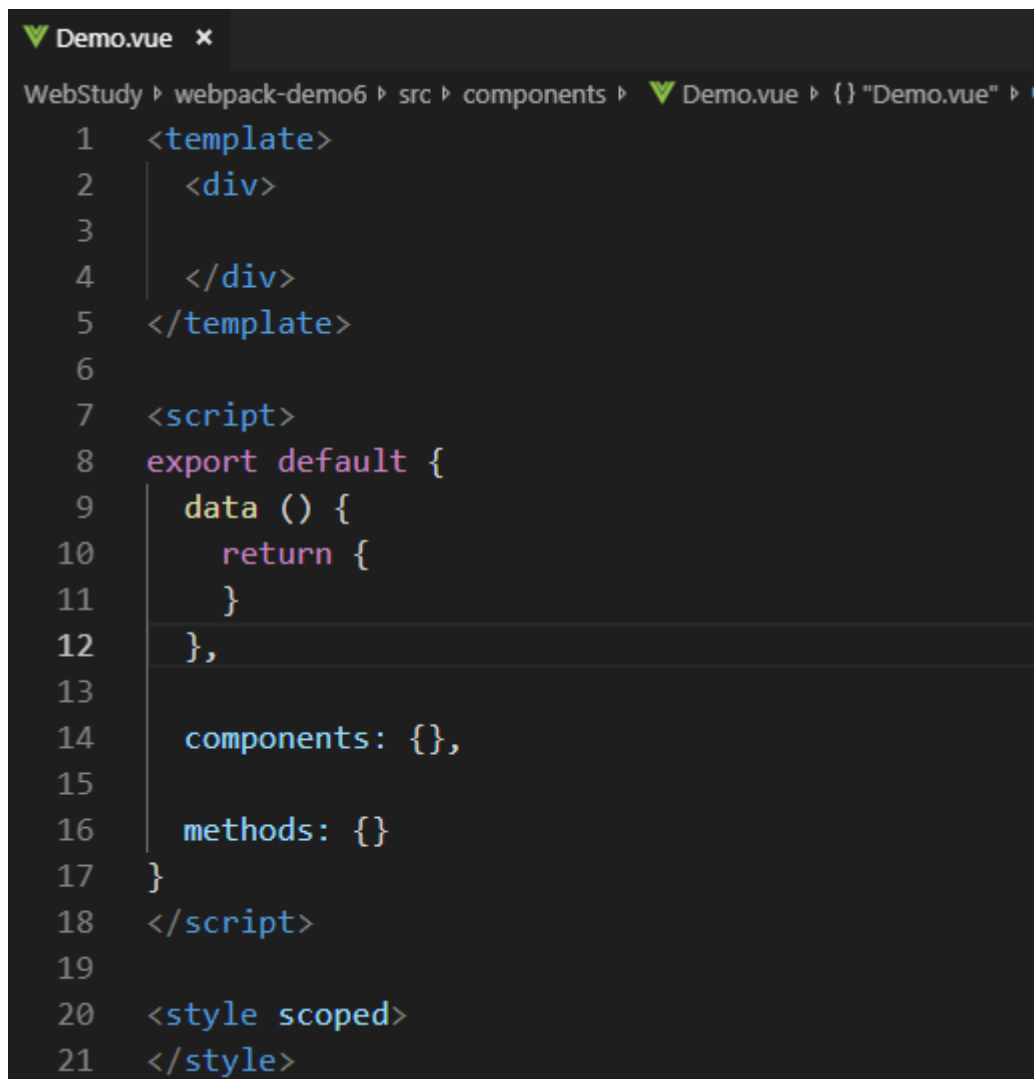 Demo.vue ×
WebStudy ▸ webpack-demo6 ▸ src ▸ components ▸ Demo.vue ▸ {} "Demo.vue" ▸
1 <template>
2   <div>
3
4   </div>
5 </template>
6
7 <script>
8 export default {
9   data () {
10     return {
11     }
12   },
13
14   components: {},
15
16   methods: {}
17 }
18 </script>
19
20 <style scoped>
21 </style>